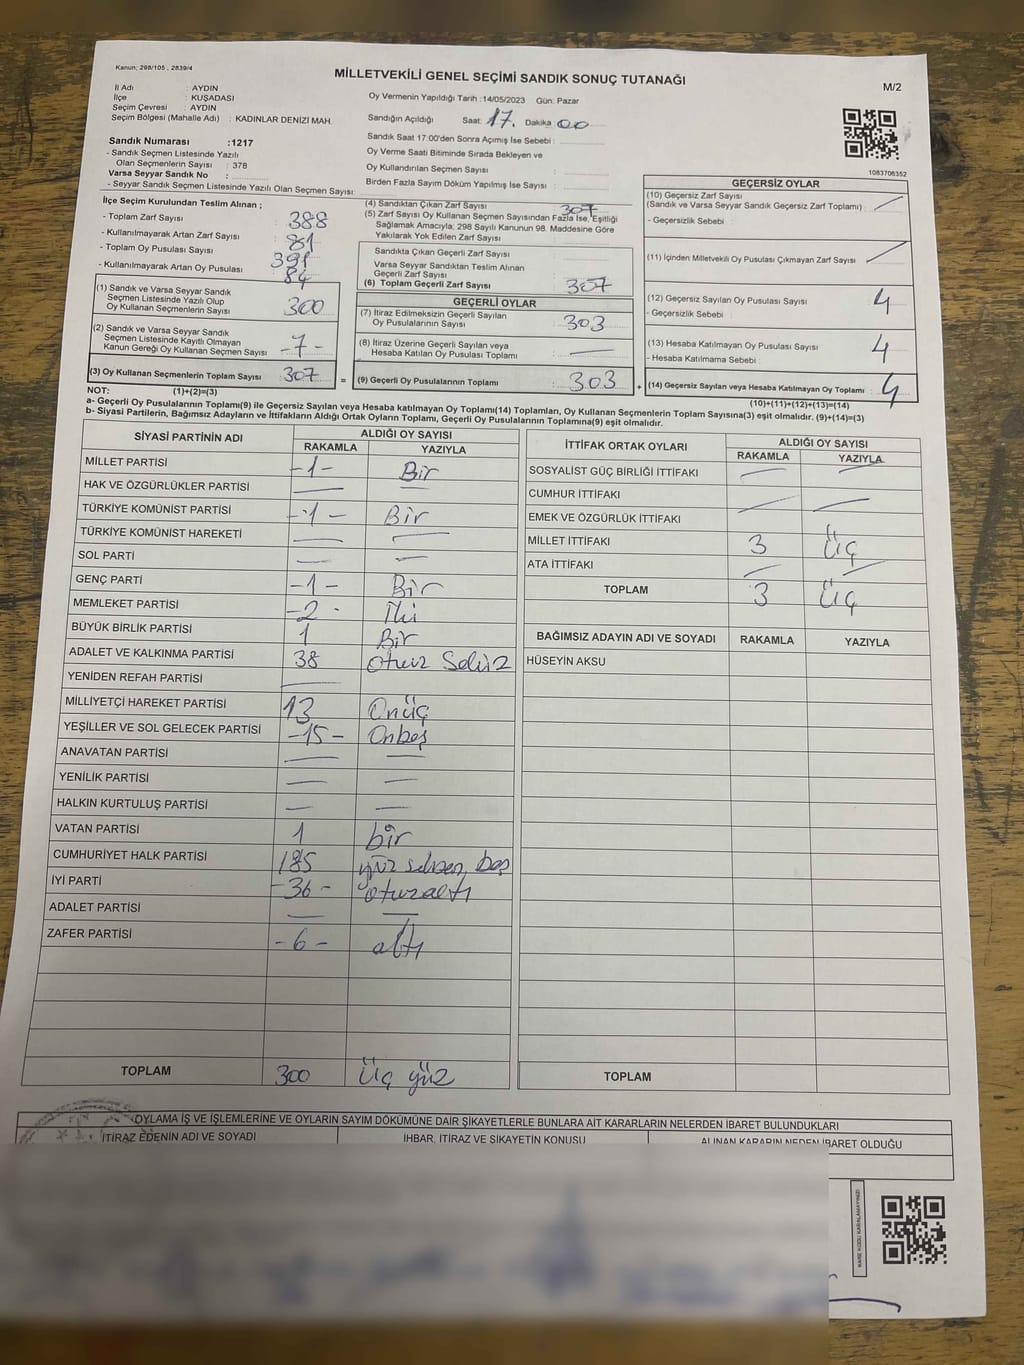 Kanun: 298/105 , 2839/4
MİLLETVEKİLİ GENEL SEÇİMİ SANDIK SONUÇ TUTANAĞI
M/2
İl Adı : AYDIN
İlçe : KUŞADASI
Seçim Çevresi : AYDIN
Seçim Bölgesi (Mahalle Adı) : KADINLAR DENİZİ MAH.
Oy Vermenin Yapıldığı Tarih :14/05/2023 Gün: Pazar
Sandığın Açıldığı Saat: 17. Dakika 00
Sandık Saat 17:00'den Sonra Açımış İse Sebebi :
Oy Verme Saati Bitiminde Sırada Bekleyen ve
Oy Kullandırılan Seçmen Sayısı :
Birden Fazla Sayım Döküm Yapılmış İse Sayısı :
1083706352
Sandık Numarası :1217
- Sandık Seçmen Listesinde Yazılı
Olan Seçmenlerin Sayısı : 378
Varsa Seyyar Sandık No :
- Seyyar Sandık Seçmen Listesinde Yazılı Olan Seçmen Sayısı:
İlçe Seçim Kurulundan Teslim Alınan ;
- Toplam Zarf Sayısı : 388
- Kullanılmayarak Artan Zarf Sayısı : 81
- Toplam Oy Pusulası Sayısı : 391
- Kullanılmayarak Artan Oy Pusulası : 84
(1) Sandık ve Varsa Seyyar Sandık
Seçmen Listesinde Yazılı Olup
Oy Kullanan Seçmenlerin Sayısı 300
(2) Sandık ve Varsa Seyyar Sandık
Seçmen Listesinde Kayıtlı Olmayan
Kanun Gereği Oy Kullanan Seçmen Sayısı -7-
(3) Oy Kullanan Seçmenlerin Toplam Sayısı 307
(4) Sandıktan Çıkan Zarf Sayısı 307
(5) Zarf Sayısı Oy Kullanan Seçmen Sayısından Fazla İse, Eşitliği
Sağlamak Amacıyla; 298 Sayılı Kanunun 98. Maddesine Göre
Yakılarak Yok Edilen Zarf Sayısı
Sandıkta Çıkan Geçerli Zarf Sayısı
Varsa Seyyar Sandıktan Teslim Alınan
Geçerli Zarf Sayısı
(6) Toplam Geçerli Zarf Sayısı 307
GEÇERLİ OYLAR
(7) İtiraz Edilmeksizin Geçerli Sayılan
Oy Pusulalarının Sayısı 303
(8) İtiraz Üzerine Geçerli Sayılan veya
Hesaba Katılan Oy Pusulası Toplamı —
= (9) Geçerli Oy Pusulalarının Toplamı 303
GEÇERSİZ OYLAR
(10) Geçersiz Zarf Sayısı
(Sandık ve Varsa Seyyar Sandık Geçersiz Zarf Toplamı) : —
- Geçersizlik Sebebi :
(11) İçinden Milletvekili Oy Pusulası Çıkmayan Zarf Sayısı : —
(12) Geçersiz Sayılan Oy Pusulası Sayısı : 4
- Geçersizlik Sebebi :
(13) Hesaba Katılmayan Oy Pusulası Sayısı : 4
- Hesaba Katılmama Sebebi :
+ (14) Geçersiz Sayılan veya Hesaba Katılmayan Oy Toplamı : 4
NOT: (1)+(2)=(3)
(10)+(11)+(12)+(13)=(14)
a- Geçerli Oy Pusulalarının Toplamı(9) ile Geçersiz Sayılan veya Hesaba katılmayan Oy Toplamı(14) Toplamları, Oy Kullanan Seçmenlerin Toplam Sayısına(3) eşit olmalıdır. (9)+(14)=(3)
b- Siyasi Partilerin, Bağımsız Adayların ve İttifakların Aldığı Ortak Oyların Toplamı, Geçerli Oy Pusulalarının Toplamına(9) eşit olmalıdır.
SİYASİ PARTİNİN ADI ALDIĞI OY SAYISI
RAKAMLA YAZIYLA
MİLLET PARTİSİ -1- Bir
HAK VE ÖZGÜRLÜKLER PARTİSİ — —
TÜRKİYE KOMÜNİST PARTİSİ -1- Bir
TÜRKİYE KOMÜNİST HAREKETİ — —
SOL PARTİ — —
GENÇ PARTİ -1- Bir
MEMLEKET PARTİSİ -2- İki
BÜYÜK BİRLİK PARTİSİ 1 Bir
ADALET VE KALKINMA PARTİSİ 38 otuz Sekiz
YENİDEN REFAH PARTİSİ —
MİLLİYETÇİ HAREKET PARTİSİ 13 Onüç
YEŞİLLER VE SOL GELECEK PARTİSİ -15- Onbeş
ANAVATAN PARTİSİ — —
YENİLİK PARTİSİ — —
HALKIN KURTULUŞ PARTİSİ — —
VATAN PARTİSİ 1 bir
CUMHURİYET HALK PARTİSİ 185 yüz seksen beş
İYİ PARTİ -36- otuzaltı
ADALET PARTİSİ — —
ZAFER PARTİSİ -6- altı
TOPLAM 300 Üç yüz
İTTİFAK ORTAK OYLARI ALDIĞI OY SAYISI
RAKAMLA YAZIYLA
SOSYALİST GÜÇ BİRLİĞİ İTTİFAKI — —
CUMHUR İTTİFAKI
EMEK VE ÖZGÜRLÜK İTTİFAKI — —
MİLLET İTTİFAKI 3 Üç
ATA İTTİFAKI — —
TOPLAM 3 Üç
BAĞIMSIZ ADAYIN ADI VE SOYADI RAKAMLA YAZIYLA
HÜSEYİN AKSU
TOPLAM
OYLAMA İŞ VE İŞLEMLERİNE VE OYLARIN SAYIM DÖKÜMÜNE DAİR ŞİKAYETLERLE BUNLARA AİT KARARLARIN NELERDEN İBARET BULUNDUKLARI
İTİRAZ EDENİN ADI VE SOYADI İHBAR, İTİRAZ VE ŞİKAYETİN KONUSU ALINAN KARARIN NEDEN İBARET OLDUĞU